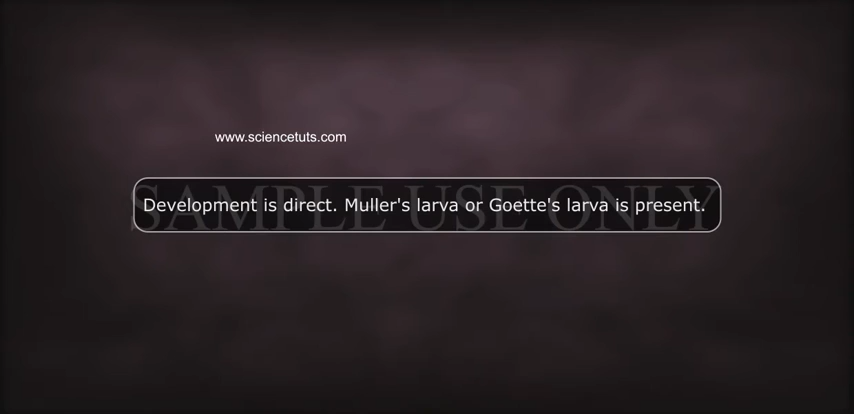 www.sciencetuts.com
SAMPLE USE ONLY
Development is direct. Muller's larva or Goette's larva is present.